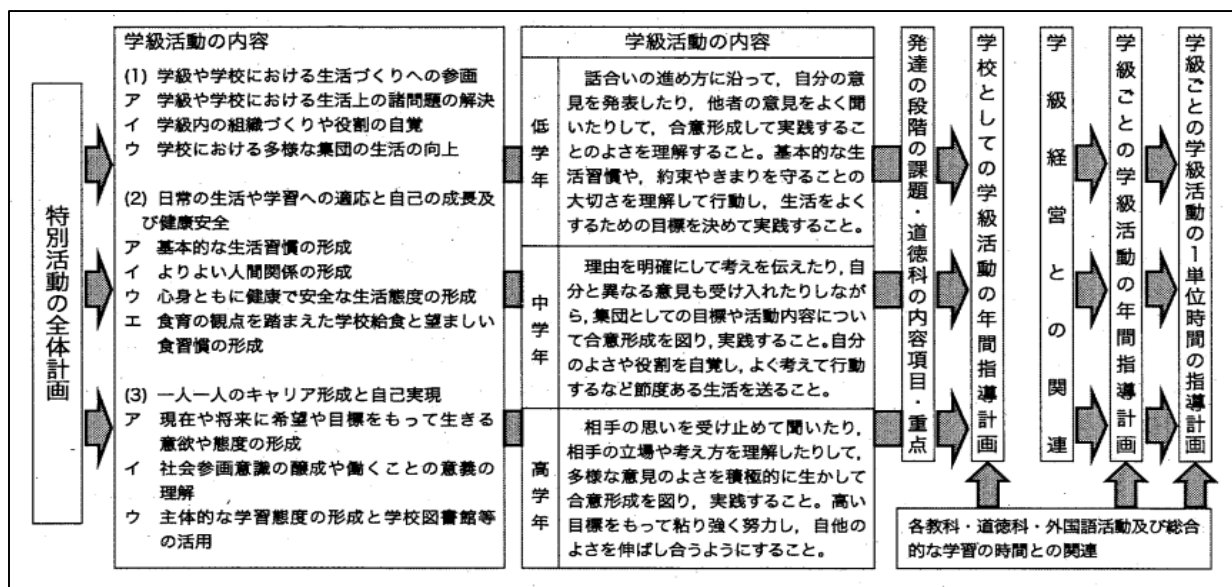 特別活動の全体計画
学級活動の内容
(1) 学級や学校における生活づくりへの参画
ア 学級や学校における生活上の諸問題の解決
イ 学級内の組織づくりや役割の自覚
ウ 学校における多様な集団の生活の向上
(2) 日常の生活や学習への適応と自己の成長及
び健康安全
ア 基本的な生活習慣の形成
イ よりよい人間関係の形成
ウ 心身ともに健康で安全な生活態度の形成
エ 食育の観点を踏まえた学校給食と望ましい
食習慣の形成
(3) 一人一人のキャリア形成と自己実現
ア 現在や将来に希望や目標をもって生きる
意欲や態度の形成
イ 社会参画意識の醸成や働くことの意義の
理解
ウ 主体的な学習態度の形成と学校図書館等
の活用
学級活動の内容
低学年
話合いの進め方に沿って，自分の意
見を発表したり，他者の意見をよく聞
いたりして，合意形成して実践するこ
とのよさを理解すること。基本的な生
活習慣や，約束やきまりを守ることの
大切さを理解して行動し，生活をよく
するための目標を決めて実践すること。
中学年
理由を明確にして考えを伝えたり，自
分と異なる意見も受け入れたりしなが
ら，集団としての目標や活動内容につい
て合意形成を図り，実践すること。自分
のよさや役割を自覚し，よく考えて行動
するなど節度ある生活を送ること。
高学年
相手の思いを受け止めて聞いたり，
相手の立場や考え方を理解したりして，
多様な意見のよさを積極的に生かして
合意形成を図り，実践すること。高い
目標をもって粘り強く努力し，自他の
よさを伸ばし合うようにすること。
発達の段階の課題・道徳科の内容項目・重点
学校としての学級活動の年間指導計画
学級経営との関連
学級ごとの学級活動の年間指導計画
学級ごとの学級活動の１単位時間の指導計画
各教科・道徳科・外国語活動及び総合
的な学習の時間との関連